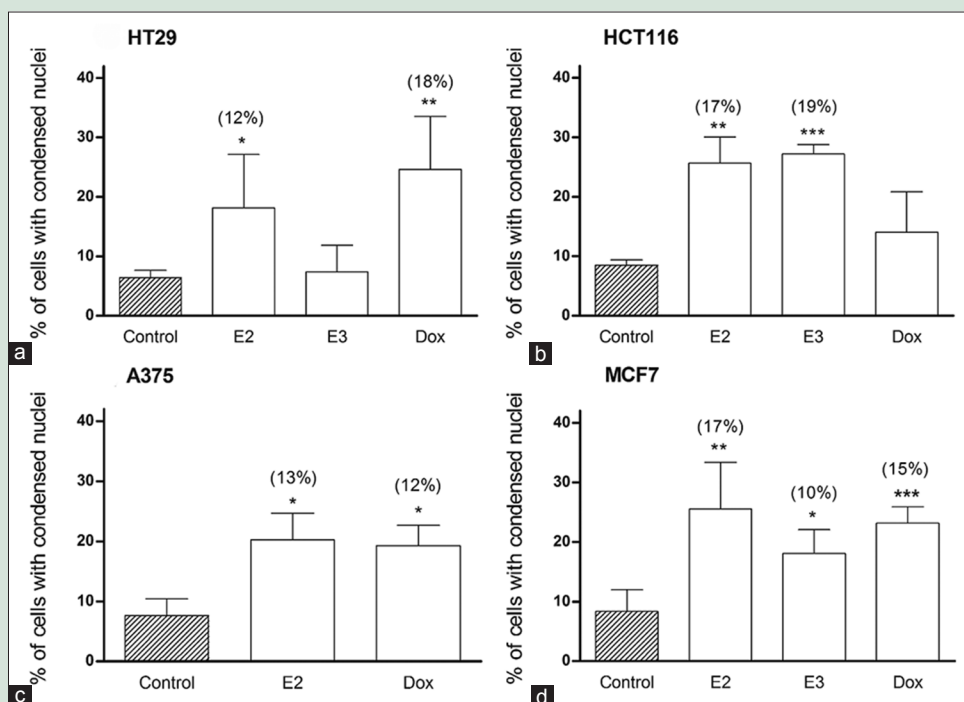 HT29
% of cells with condensed nuclei
40
30
20
10
0
(12%)
*
(18%)
**
Control E2 E3 Dox
a
HCT116
% of cells with condensed nuclei
40
30
20
10
0
(17%)
**
(19%)
***
Control E2 E3 Dox
b
A375
% of cells with condensed nuclei
40
30
20
10
0
(13%)
*
(12%)
*
Control E2 Dox
c
MCF7
% of cells with condensed nuclei
40
30
20
10
0
(17%)
**
(10%)
*
(15%)
***
Control E2 E3 Dox
d